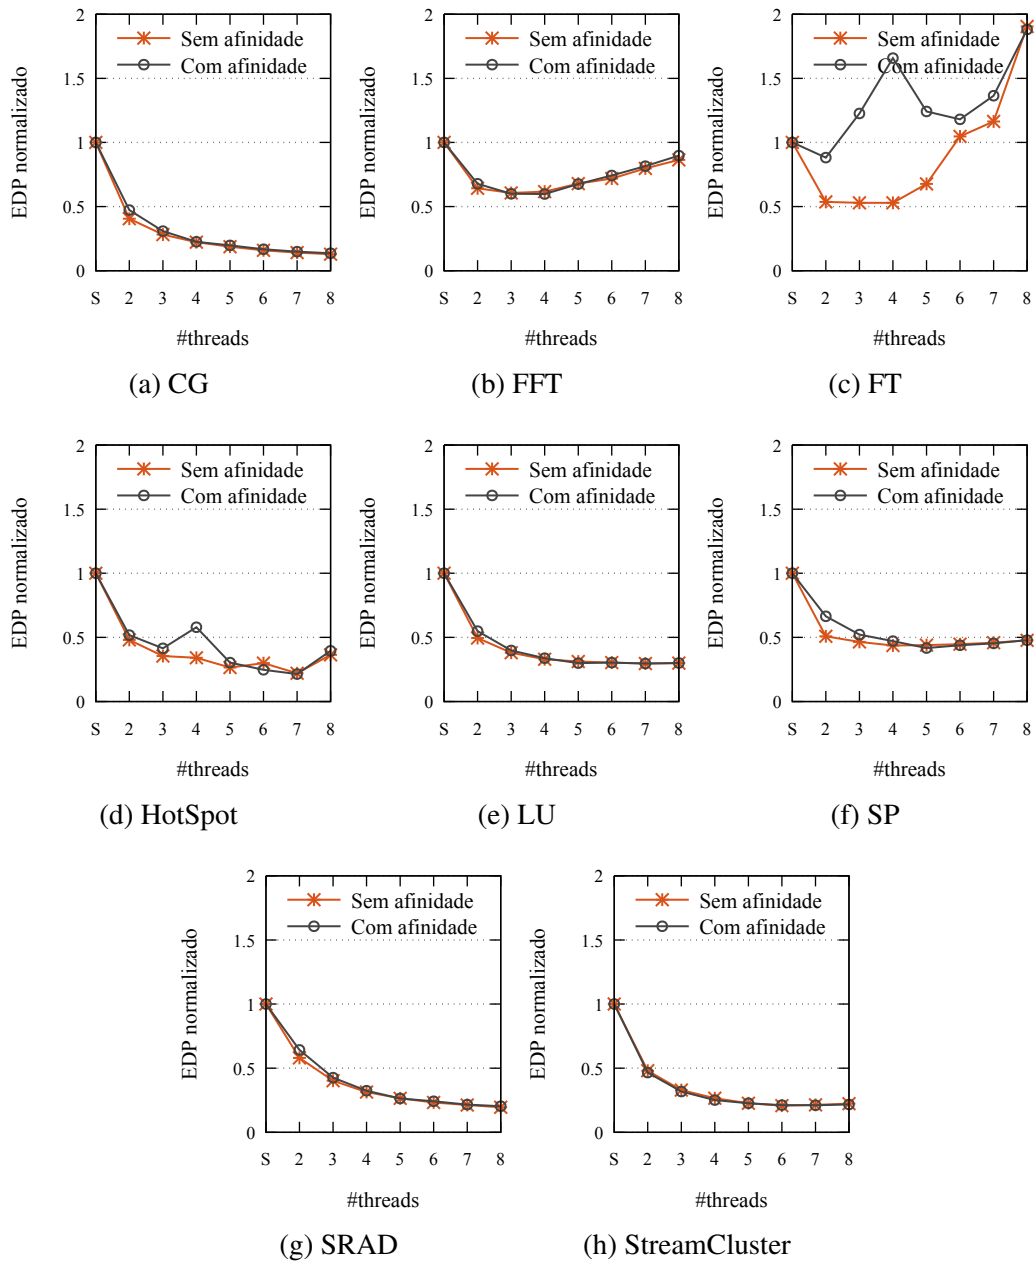 2
1.5
1
0.5
0
EDP normalizado
Sem afinidade
Com afinidade
S 2 3 4 5 6 7 8
#threads
(a) CG
2
1.5
1
0.5
0
EDP normalizado
Sem afinidade
Com afinidade
S 2 3 4 5 6 7 8
#threads
(b) FFT
2
1.5
1
0.5
0
EDP normalizado
Sem afinidade
Com afinidade
S 2 3 4 5 6 7 8
#threads
(c) FT
2
1.5
1
0.5
0
EDP normalizado
Sem afinidade
Com afinidade
S 2 3 4 5 6 7 8
#threads
(d) HotSpot
2
1.5
1
0.5
0
EDP normalizado
Sem afinidade
Com afinidade
S 2 3 4 5 6 7 8
#threads
(e) LU
2
1.5
1
0.5
0
EDP normalizado
Sem afinidade
Com afinidade
S 2 3 4 5 6 7 8
#threads
(f) SP
2
1.5
1
0.5
0
EDP normalizado
Sem afinidade
Com afinidade
S 2 3 4 5 6 7 8
#threads
(g) SRAD
2
1.5
1
0.5
0
EDP normalizado
Sem afinidade
Com afinidade
S 2 3 4 5 6 7 8
#threads
(h) StreamCluster